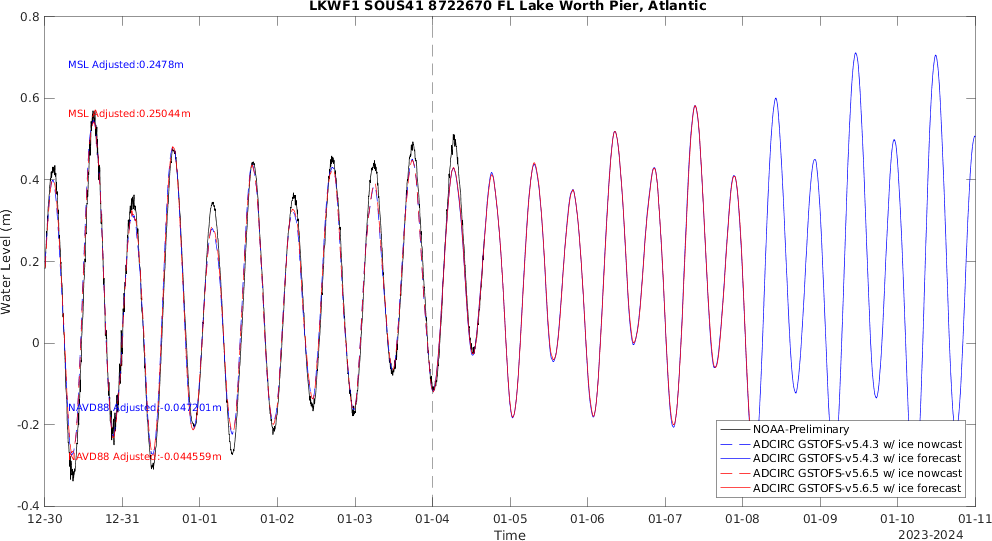 LKWF1 SOUS41 8722670 FL Lake Worth Pier, Atlantic
0.8
0.6
0.4
0.2
0
-0.2
-0.4
Water Level (m)
MSL Adjusted:0.2478m
MSL Adjusted:0.25044m
NAVD88 Adjusted:-0.047201m
NAVD88 Adjusted:-0.044559m
NOAA-Preliminary
ADCIRC GSTOFS-v5.4.3 w/ ice nowcast
ADCIRC GSTOFS-v5.4.3 w/ ice forecast
ADCIRC GSTOFS-v5.6.5 w/ ice nowcast
ADCIRC GSTOFS-v5.6.5 w/ ice forecast
12-30 12-31 01-01 01-02 01-03 01-04 01-05 01-06 01-07 01-08 01-09 01-10 01-11
Time
2023-2024